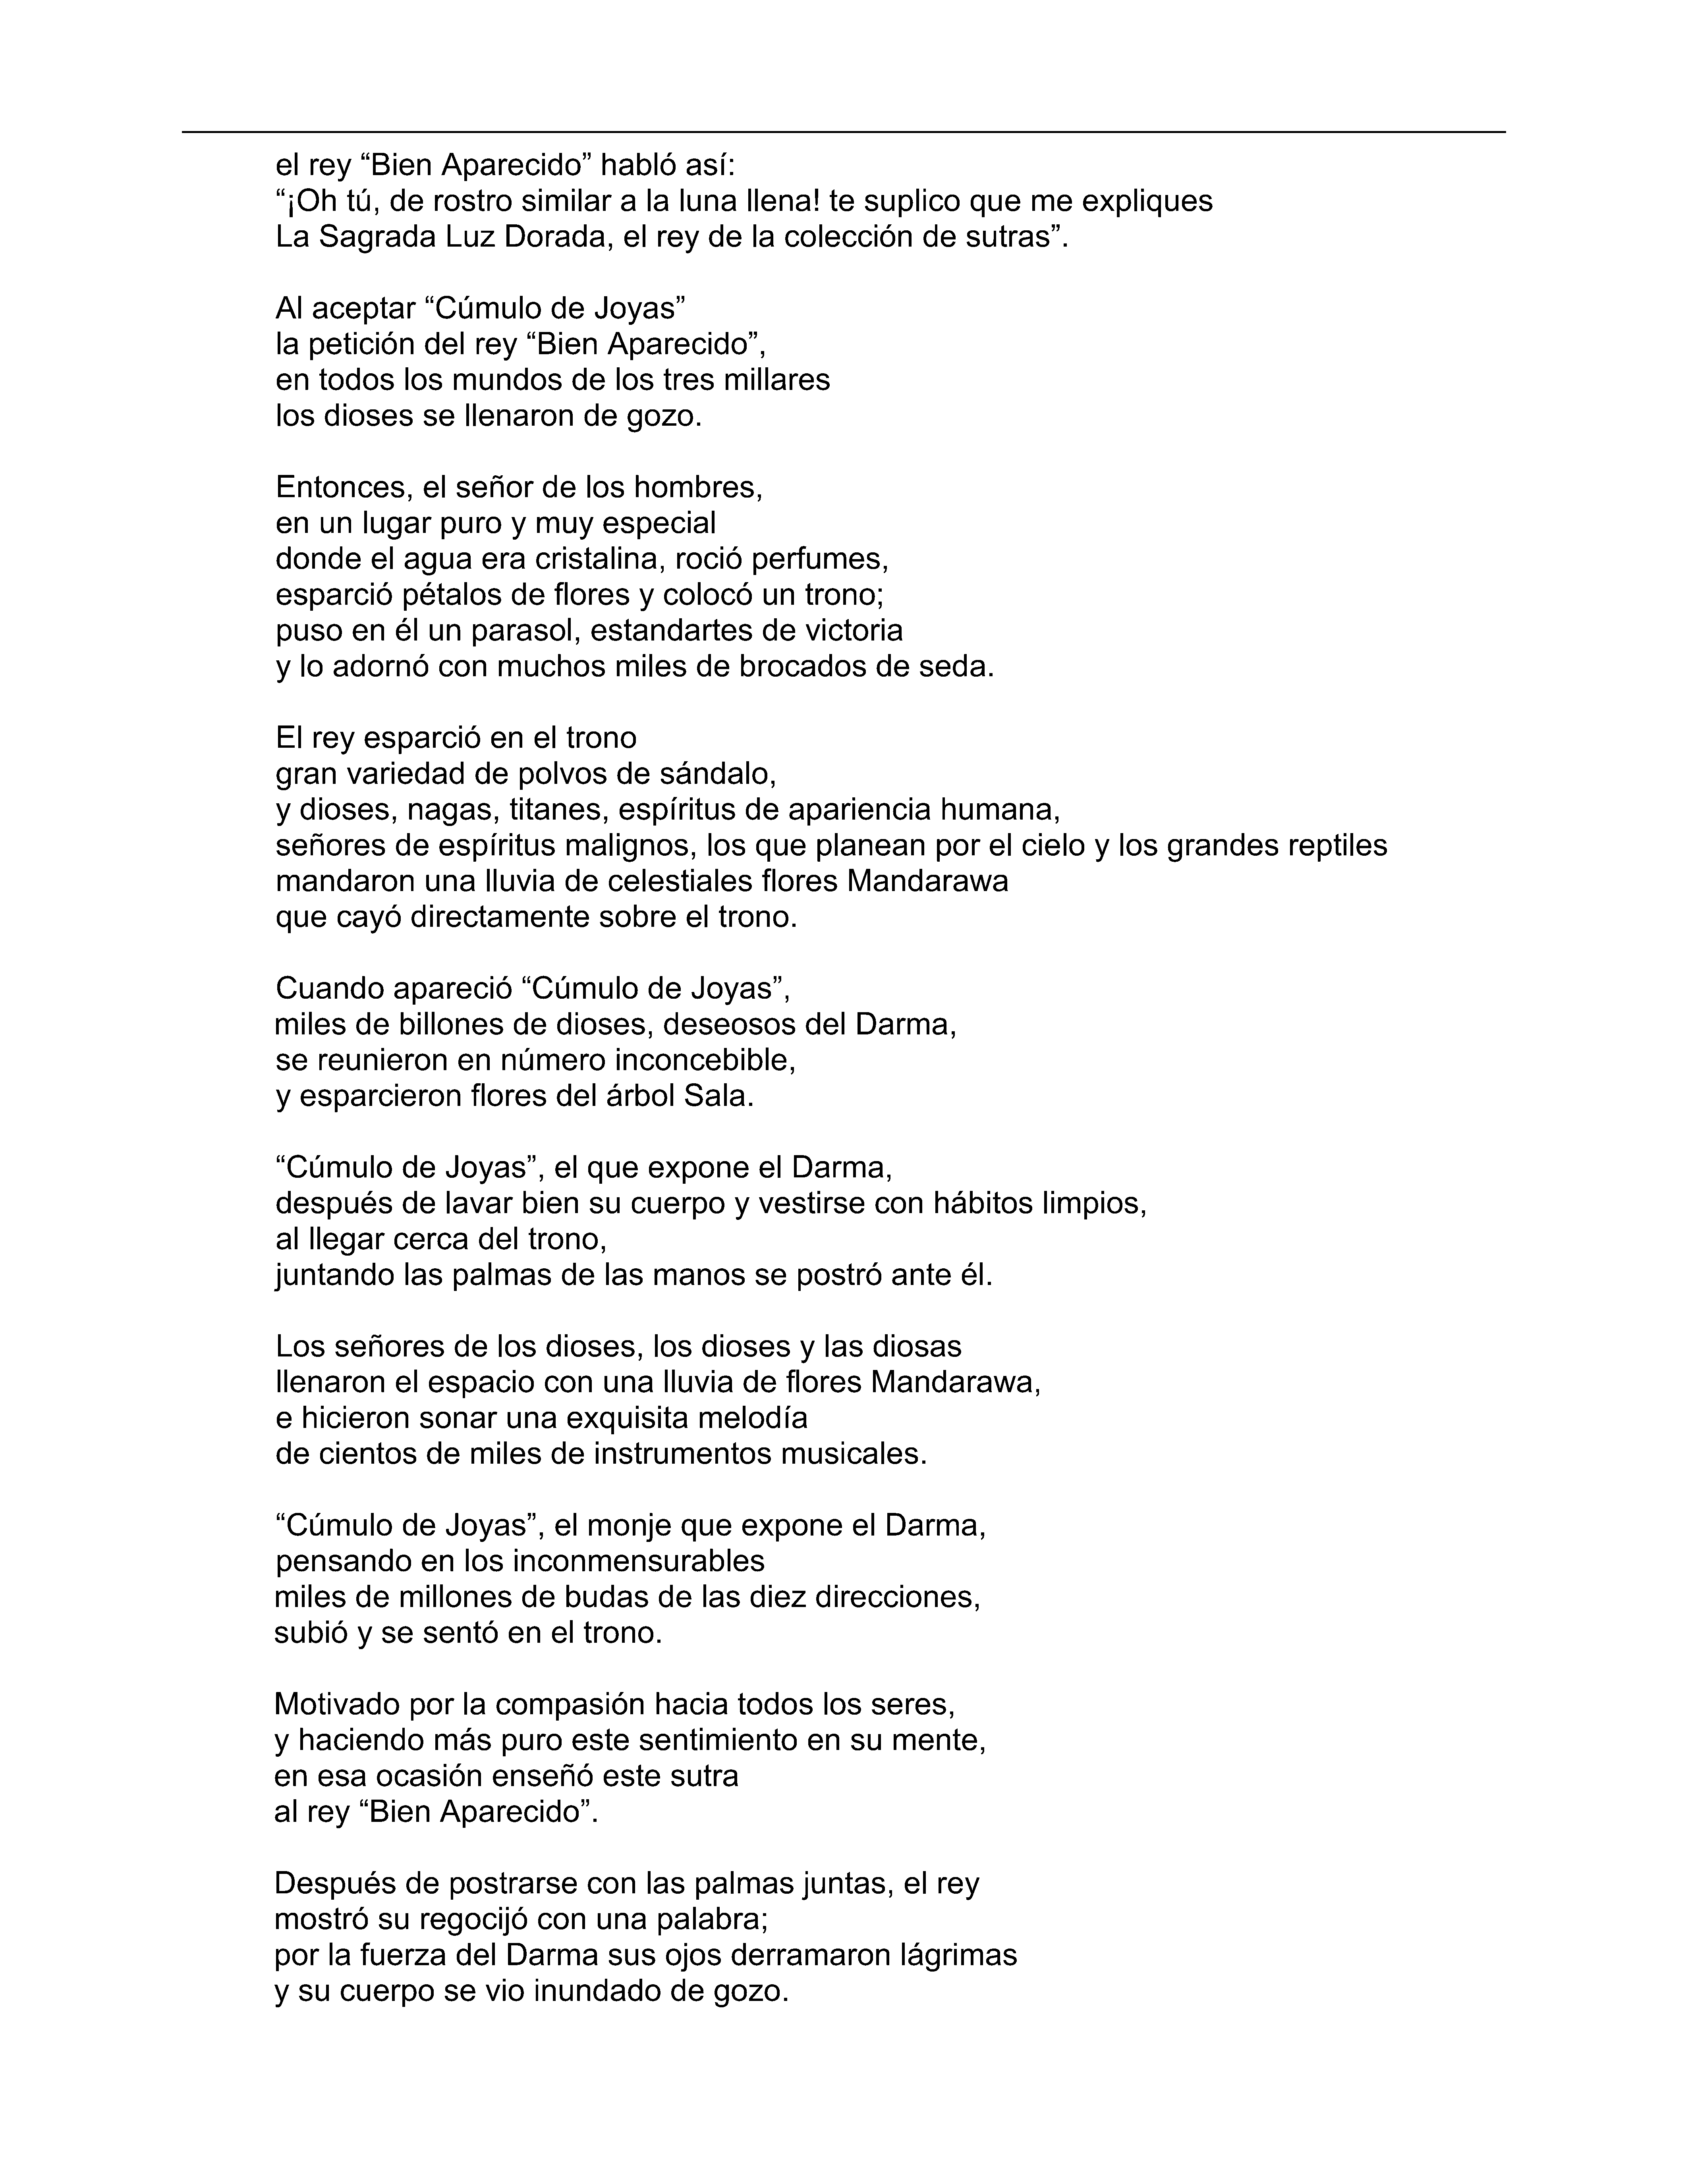 el rey “Bien Aparecido” habló así:
“¡Oh tú, de rostro similar a la luna llena! te suplico que me expliques
La Sagrada Luz Dorada, el rey de la colección de sutras”.

Al aceptar “Cúmulo de Joyas”
la petición del rey “Bien Aparecido”,
en todos los mundos de los tres millares
los dioses se llenaron de gozo.

Entonces, el señor de los hombres,
en un lugar puro y muy especial
donde el agua era cristalina, roció perfumes,
esparció pétalos de flores y colocó un trono;
puso en él un parasol, estandartes de victoria
y lo adornó con muchos miles de brocados de seda.

El rey esparció en el trono
gran variedad de polvos de sándalo,
y dioses, nagas, titanes, espíritus de apariencia humana,
señores de espíritus malignos, los que planean por el cielo y los grandes reptiles
mandaron una lluvia de celestiales flores Mandarawa
que cayó directamente sobre el trono.

Cuando apareció “Cúmulo de Joyas”,
miles de billones de dioses, deseosos del Darma,
se reunieron en número inconcebible,
y esparcieron flores del árbol Sala.

“Cúmulo de Joyas”, el que expone el Darma,
después de lavar bien su cuerpo y vestirse con hábitos limpios,
al llegar cerca del trono,
juntando las palmas de las manos se postró ante él.

Los señores de los dioses, los dioses y las diosas
llenaron el espacio con una lluvia de flores Mandarawa,
e hicieron sonar una exquisita melodía
de cientos de miles de instrumentos musicales.

“Cúmulo de Joyas”, el monje que expone el Darma,
pensando en los inconmensurables
miles de millones de budas de las diez direcciones,
subió y se sentó en el trono.

Motivado por la compasión hacia todos los seres,
y haciendo más puro este sentimiento en su mente,
en esa ocasión enseñó este sutra
al rey “Bien Aparecido”.

Después de postrarse con las palmas juntas, el rey
mostró su regocijó con una palabra;
por la fuerza del Darma sus ojos derramaron lágrimas
y su cuerpo se vio inundado de gozo.